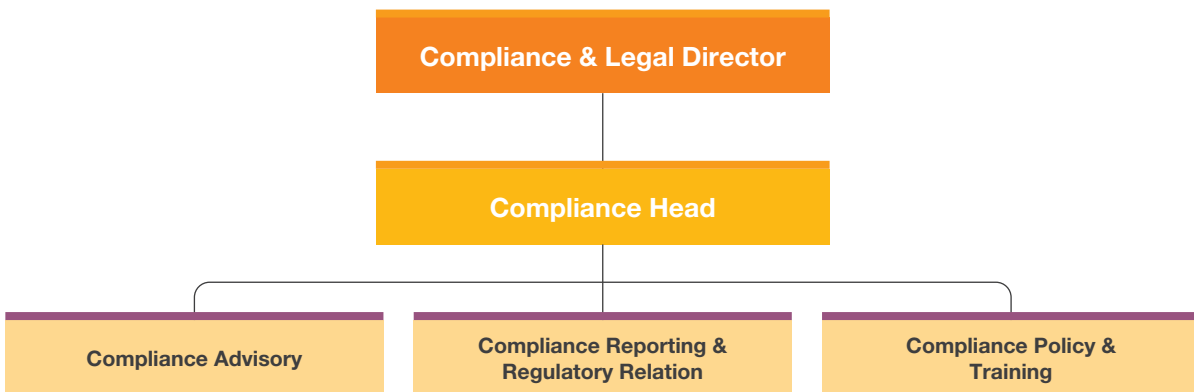 Compliance & Legal Director
Compliance Head
Compliance Advisory
Compliance Reporting &
Regulatory Relation
Compliance Policy &
Training